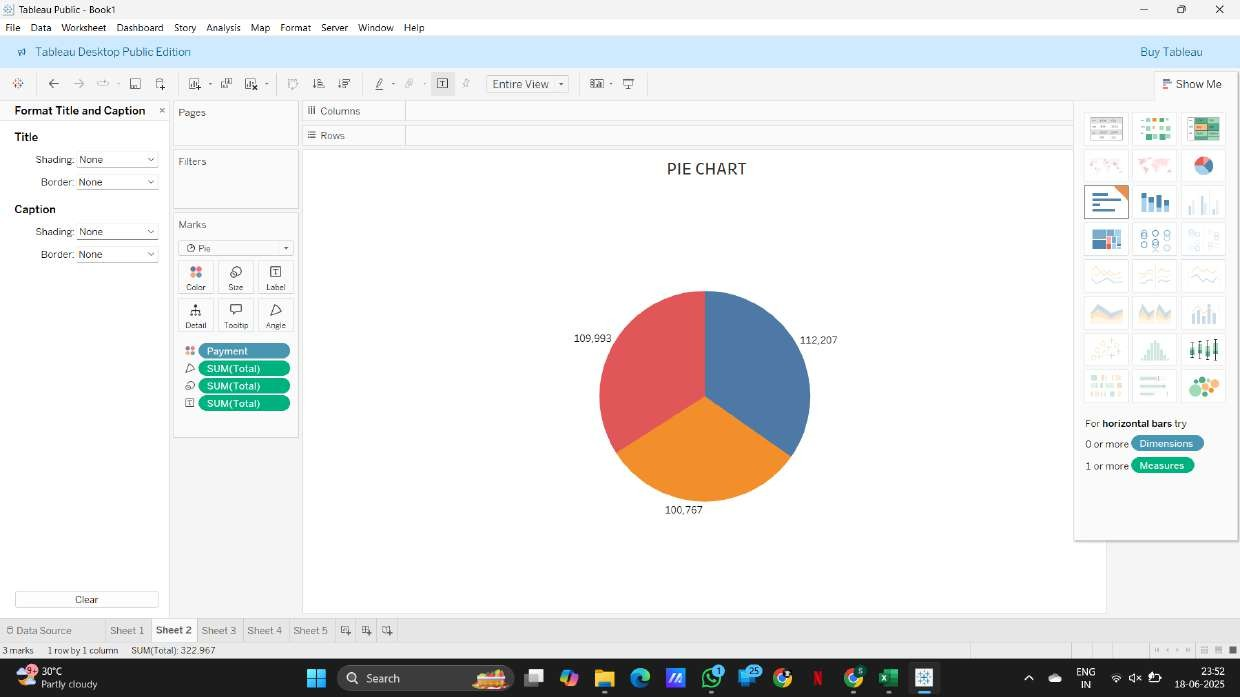 Tableau Public - Book1
File Data Worksheet Dashboard Story Analysis Map Format Server Window Help
Tableau Desktop Public Edition
Buy Tableau
Entire View
Show Me
Format Title and Caption
Title
Shading: None
Border: None
Caption
Shading: None
Border: None
Clear
Pages
Filters
Marks
Pie
Color Size Label
Detail Tooltip Angle
Payment
SUM(Total)
SUM(Total)
SUM(Total)
Columns
Rows
PIE CHART
109,993
112,207
100,767
For horizontal bars try
0 or more Dimensions
1 or more Measures
Data Source Sheet 1 Sheet 2 Sheet 3 Sheet 4 Sheet 5
3 marks 1 row by 1 column SUM(Total): 322,967
9+
30°C
Partly cloudy
Search
1
25
S
N
ENG
IN
23:52
18-06-2025